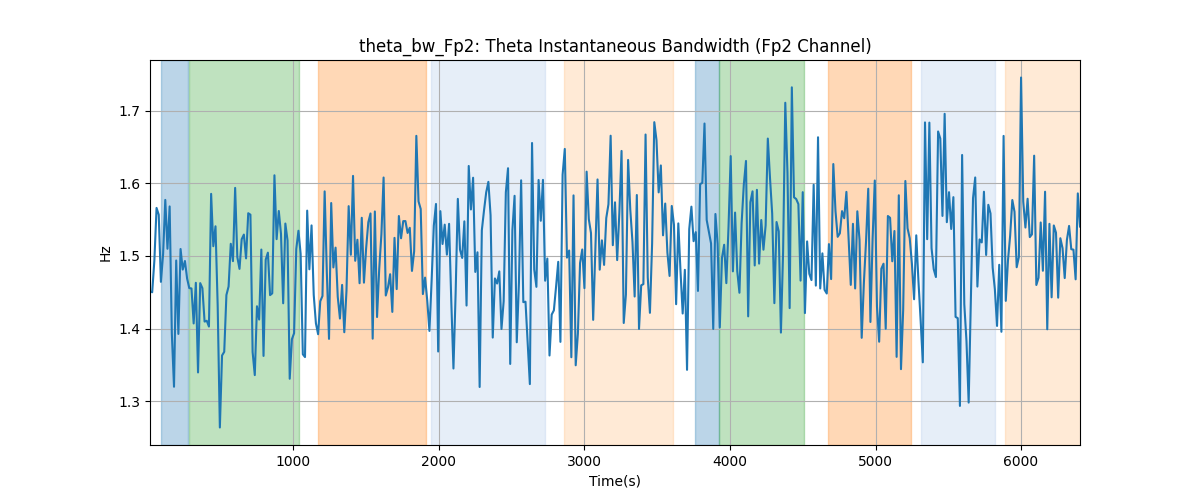 theta_bw_Fp2: Theta Instantaneous Bandwidth (Fp2 Channel)
Hz
1.7
1.6
1.5
1.4
1.3
1000 2000 3000 4000 5000 6000
Time(s)